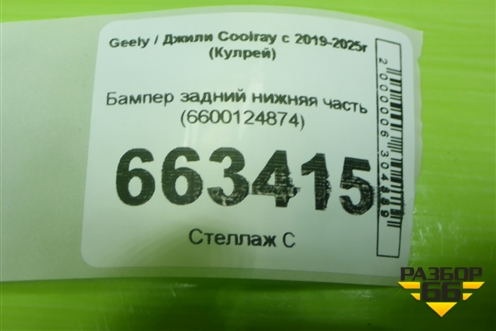 Geely / Джили Coolray с 2019-2025г
(Кулрей)
Бампер задний нижняя часть
(6600124874)
663415
Стеллаж С
РАЗБОР
66